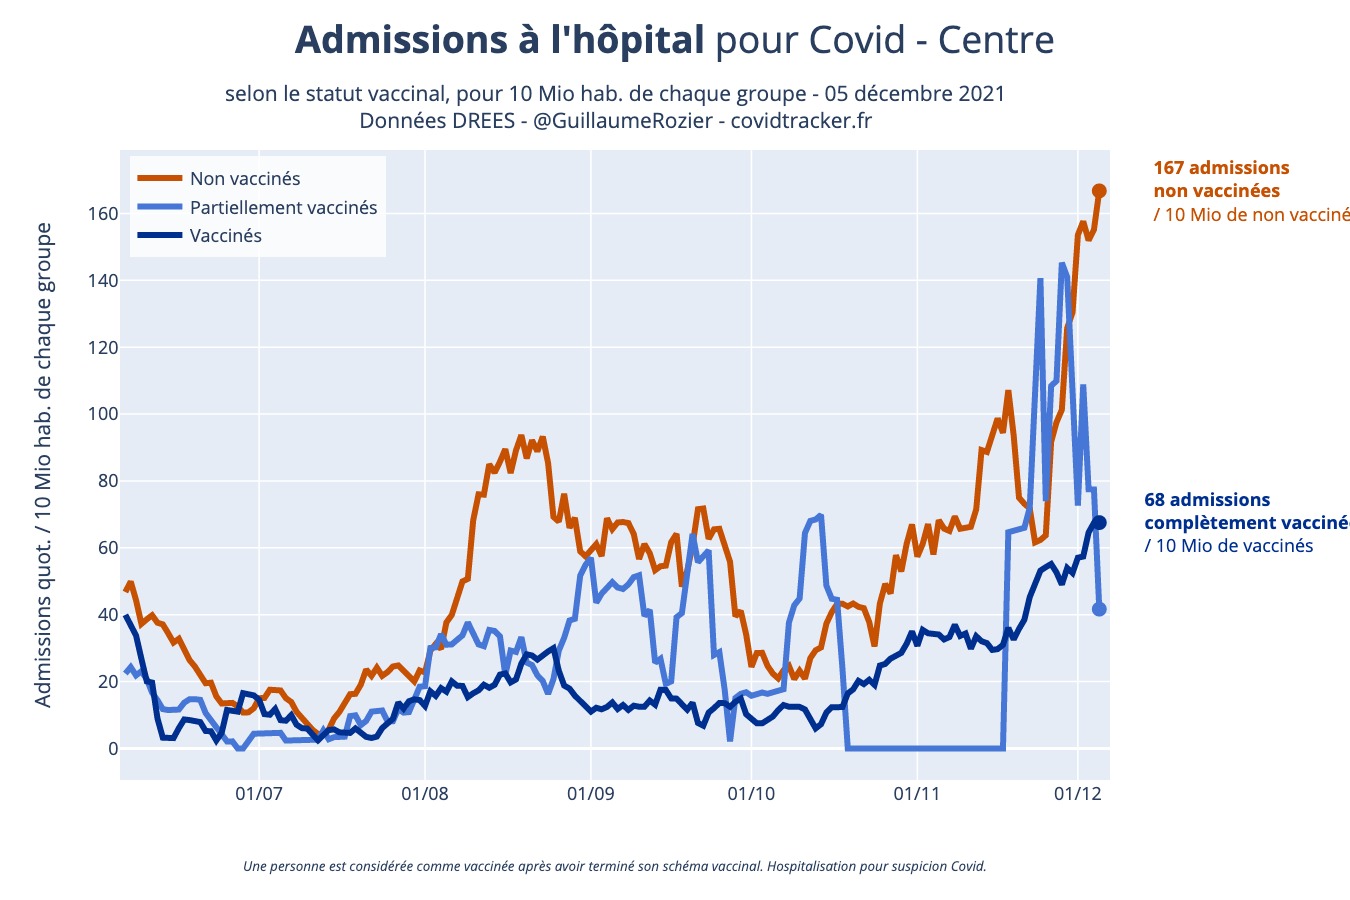 Admissions à l'hôpital pour Covid - Centre
selon le statut vaccinal, pour 10 Mio hab. de chaque groupe - 05 décembre 2021
Données DREES - @GuillaumeRozier - covidtracker.fr
Non vaccinés
Partiellement vaccinés
Vaccinés
167 admissions
non vaccinées
/ 10 Mio de non vacciné
68 admissions
complètement vacciné
/ 10 Mio de vaccinés
Admissions quot. / 10 Mio hab. de chaque groupe
160
140
120
100
80
60
40
20
0
01/07
01/08
01/09
01/10
01/11
01/12
Une personne est considérée comme vaccinée après avoir terminé son schéma vaccinal. Hospitalisation pour suspicion Covid.